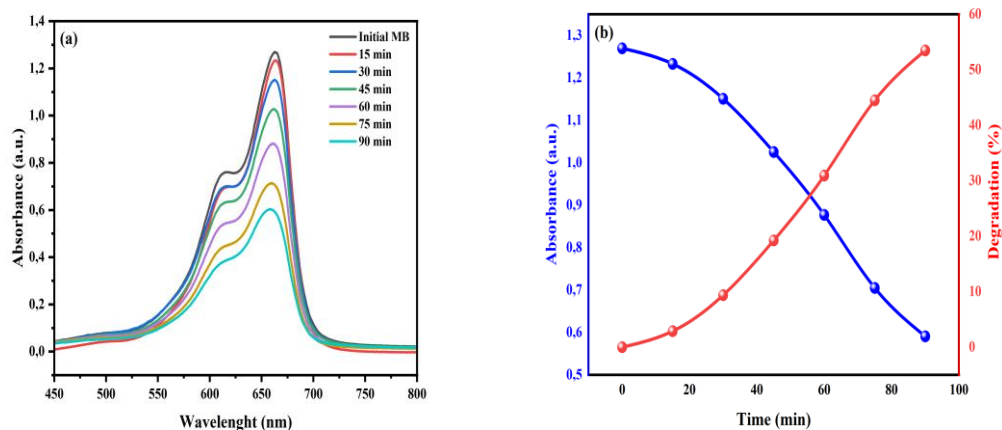 (a)
Initial MB
15 min
30 min
45 min
60 min
75 min
90 min
1,4
1,2
1,0
0,8
0,6
0,4
0,2
0,0
Absorbance (a.u.)
450 500 550 600 650 700 750 800
Wavelenght (nm)
(b)
1,3
1,2
1,1
1,0
0,9
0,8
0,7
0,6
0,5
Absorbance (a.u.)
60
50
40
30
20
10
0
Degradation (%)
0 20 40 60 80 100
Time (min)